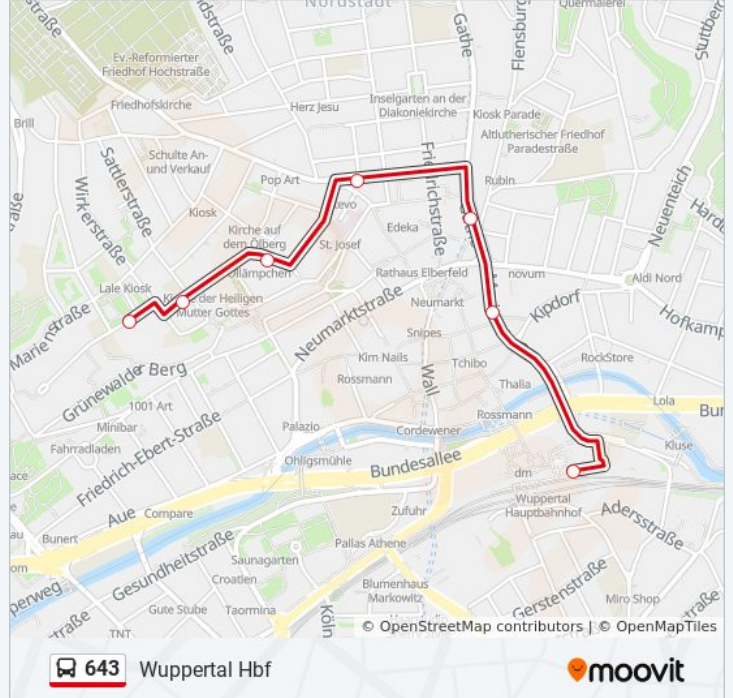 Nordstadt
Quermalerei
Gathe
Flensburg
Stuttberg
Ev.-Reformierter
Friedhof Hochstraße
Friedhofskirche
Herz Jesu
Inselgarten an der
Diakoniekirche
Kiosk Parade
Altlutherischer Friedhof
Paradestraße
Brill
Sattlerstraße
Wirkerstraße
Schulte An-
und Verkauf
Pop Art
Friedrichstraße
Rubin
Neuenteich
Kiosk
Kirche auf
dem Ölberg
St. Josef
Edeka
Rathaus Elberfeld
novum
Aldi Nord
Lale Kiosk
Öllämpchen
der Heiligen
Mutter Gottes
Neumarkt
Kipdorf
Hofkamp
Marienstraße
Neumarktstraße
Snipes
Kim Nails
Tchibo
RockStore
Grünewalder Berg
Rossmann
Wall
Thalia
1001 Art
Lola
Minibar
Palazio
Cordewener
Rossmann
Fahrradladen
Friedrich-Ebert-Straße
Ohligsmühle
Bundesallee
dm
Kluse
Wuppertal
Hauptbahnhof
Aue
Compare
Zufuhr
Adersstraße
Bunert
Gesundheitstraße
Pallas Athene
Saunagarten
Croatien
Blumenhaus
Markowitz
Gerstenstraße
Miro Shop
Gute Stube
Taormina
TNT
© OpenStreetMap contributors | © OpenMapTiles
643 Wuppertal Hbf
moovit